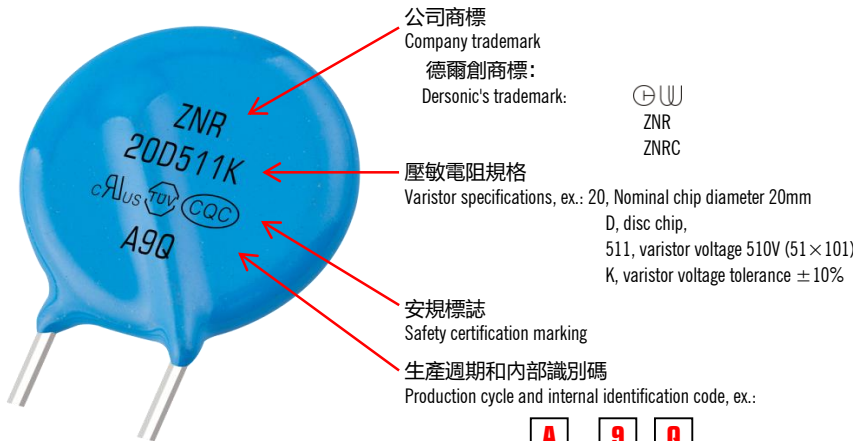 ZNR
20D511K
c RU US TÜV CQC
A9Q
公司商標
Company trademark
德爾創商標：
Dersonic's trademark:
ZNR
ZNRC
壓敏電阻規格
Varistor specifications, ex.: 20, Nominal chip diameter 20mm
D, disc chip,
511, varistor voltage 510V (51×101)
K, varistor voltage tolerance ±10%
安規標誌
Safety certification marking
生產週期和內部識別碼
Production cycle and internal identification code, ex.:
A 9 Q